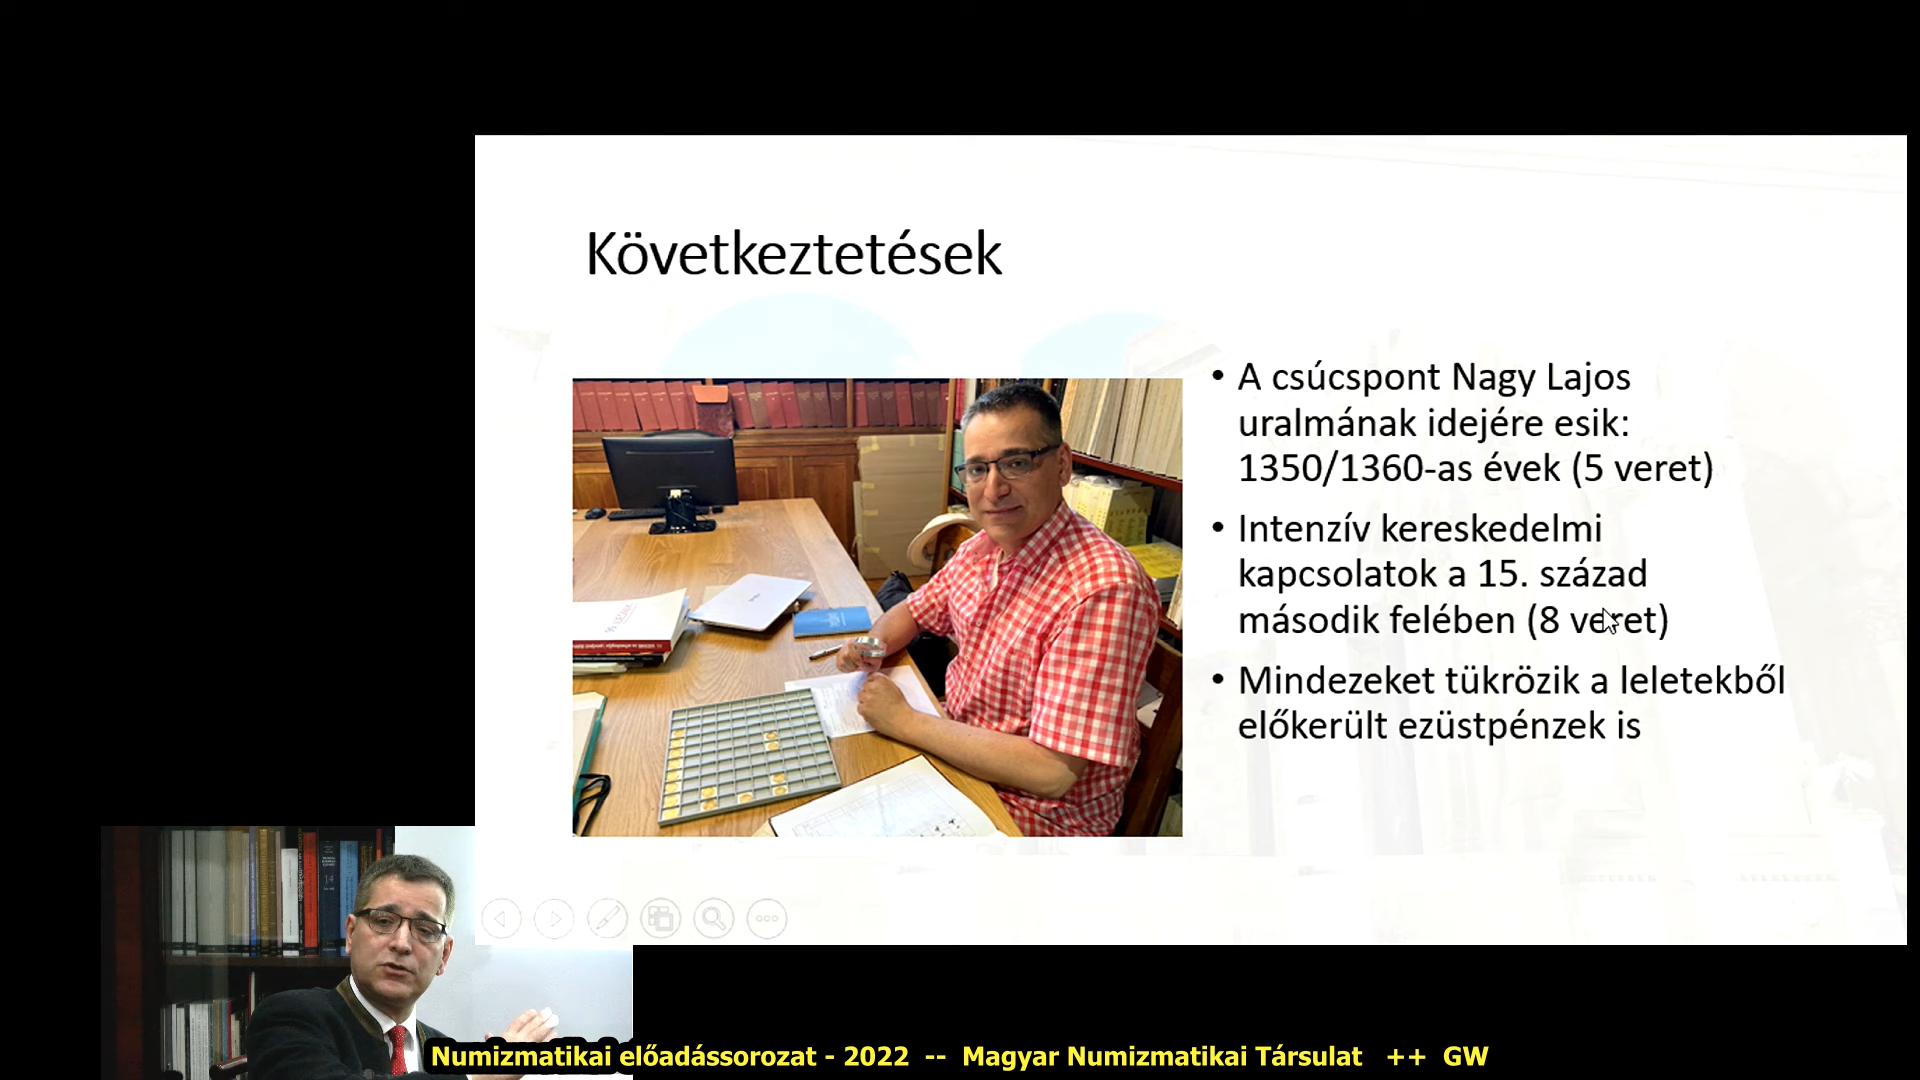 Következtetések
• A csúcspont Nagy Lajos
uralmának idejére esik:
1350/1360-as évek (5 veret)
• Intenzív kereskedelmi
kapcsolatok a 15. század
második felében (8 veret)
• Mindezeket tükrözik a leletekből
előkerült ezüstpénzek is
14
Numizmatikai előadássorozat - 2022 -- Magyar Numizmatikai Társulat ++ GW